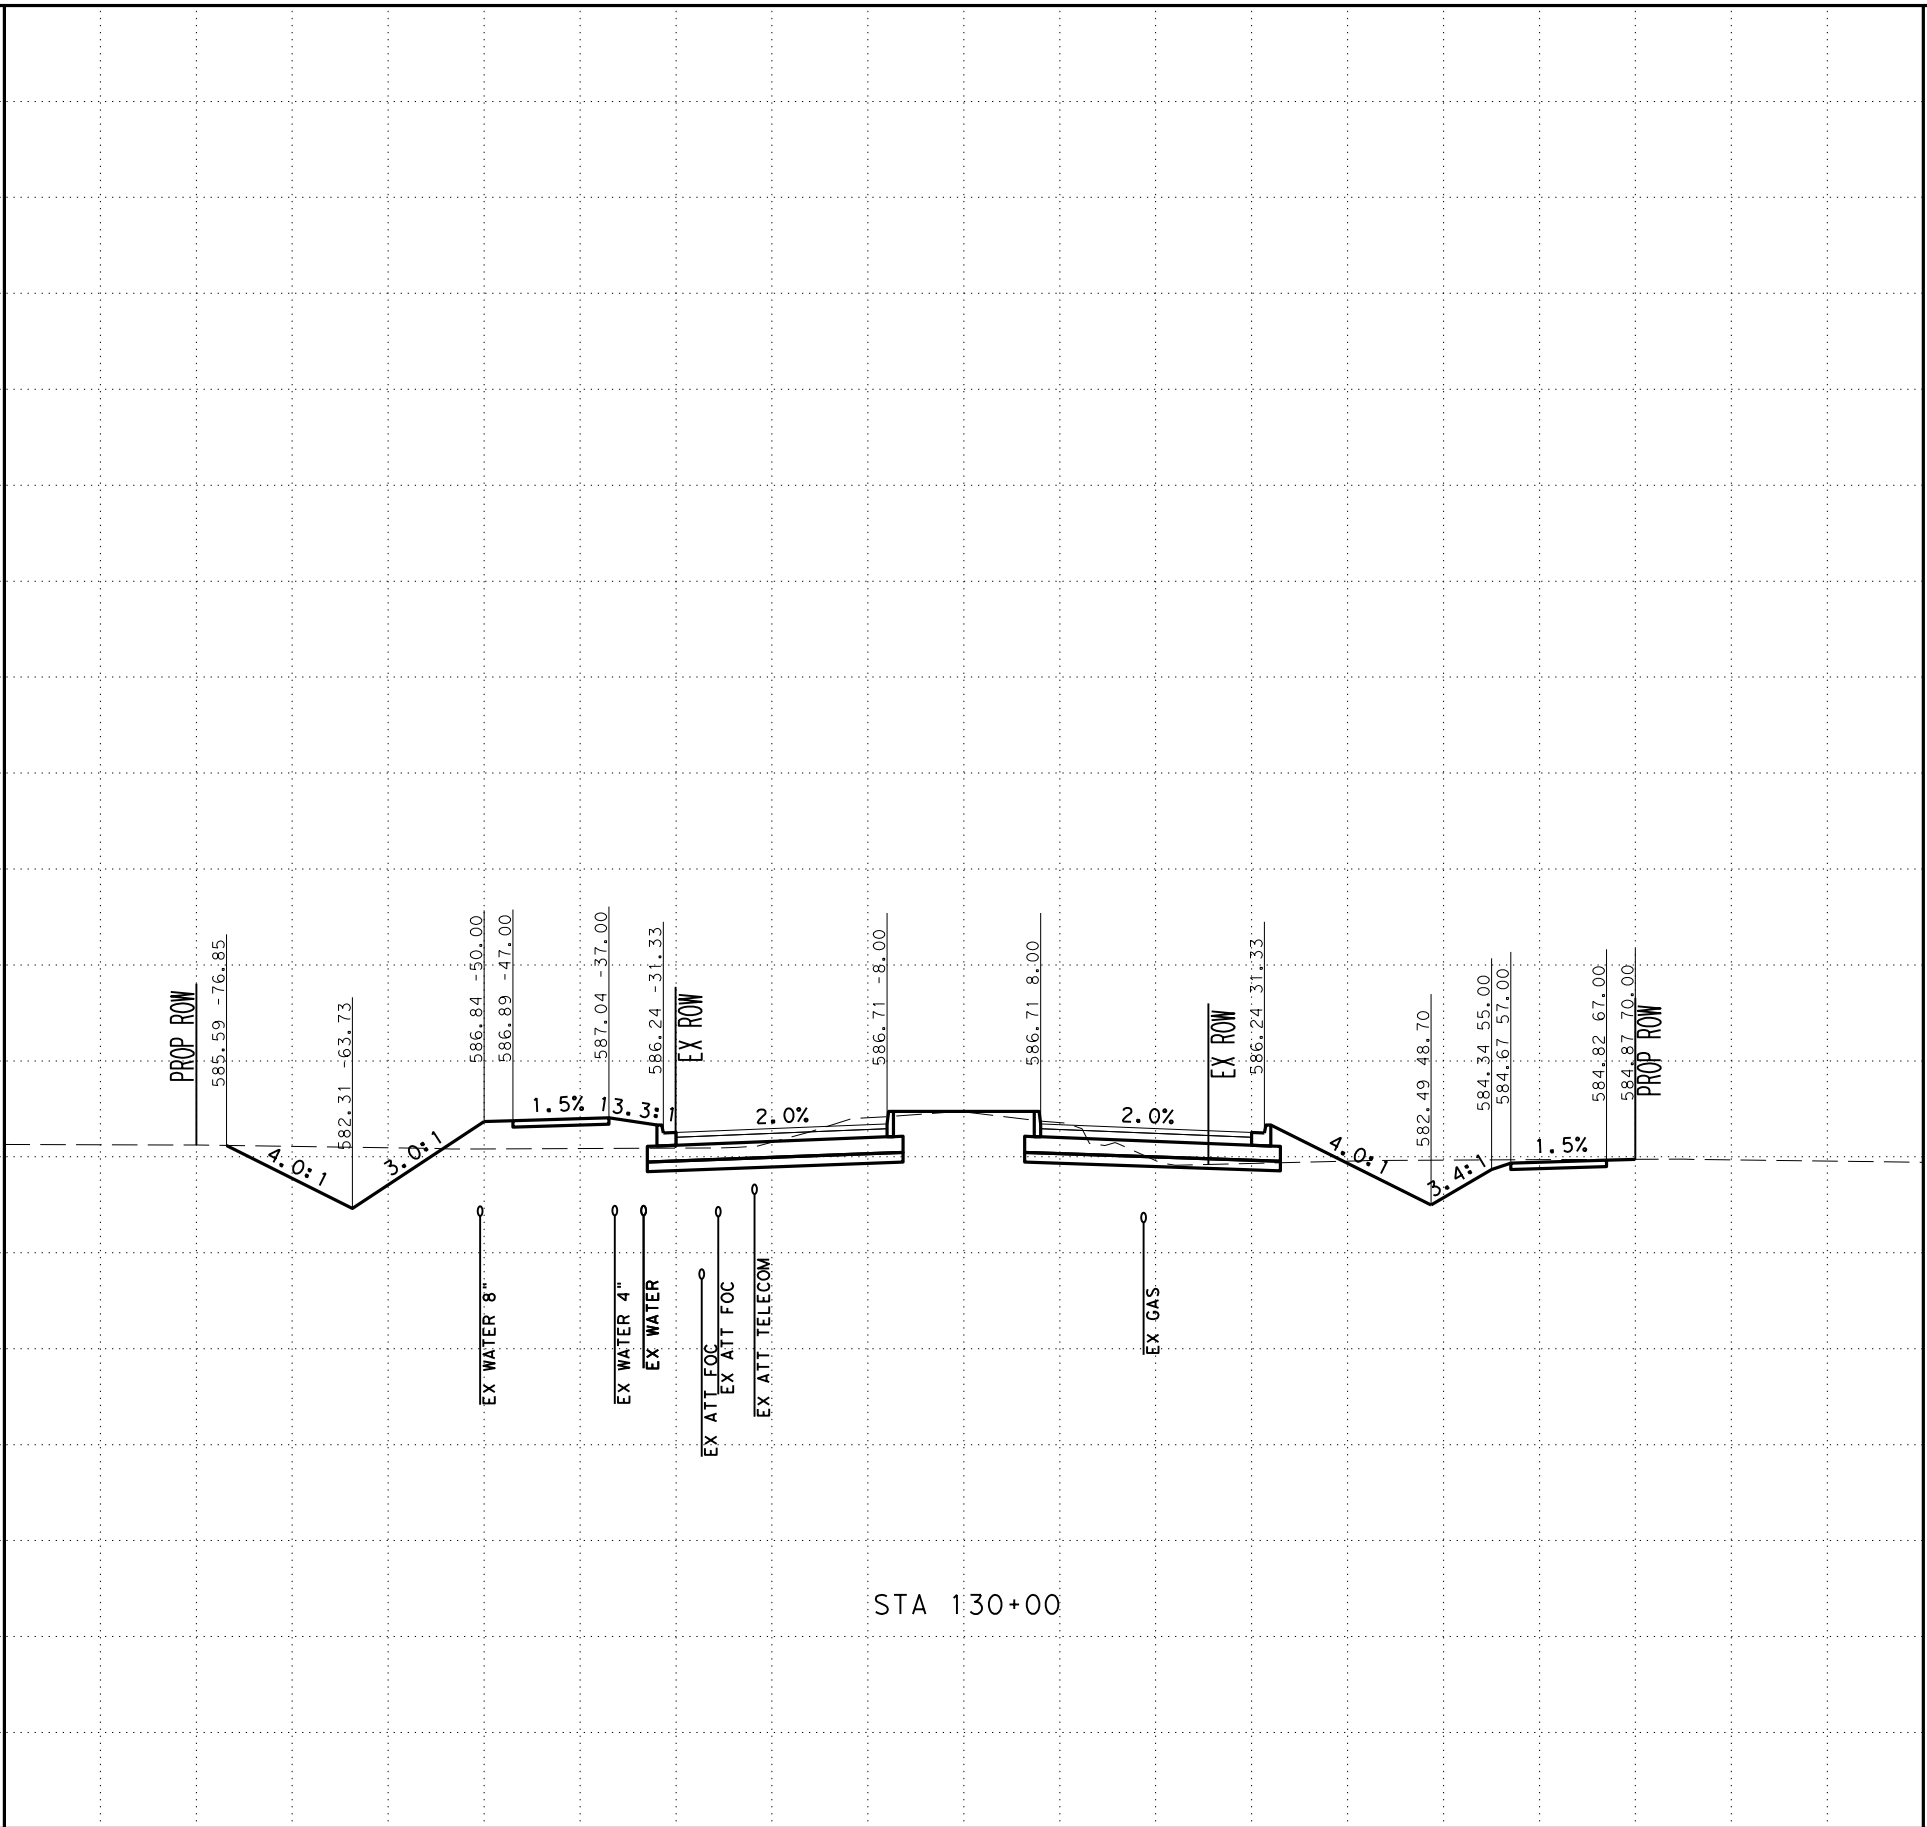 PROP ROW
585.59 -76.85
582.31 -63.73
586.84 -50.00
586.89 -47.00
587.04 -37.00
586.24 -31.33
EX ROW
586.71 -8.00
586.71 8.00
EX ROW
586.24 31.33
582.49 48.70
584.34 55.00
584.67 57.00
584.82 67.00
584.87 70.00
PROP ROW
4.0:1
3.0:1
1.5%
13.3:1
2.0%
2.0%
4.0:1
3.4:1
1.5%
EX WATER 8"
EX WATER 4"
EX WATER
EX ATT FOC
EX ATT FOC
EX ATT TELECOM
EX GAS
STA 130+00